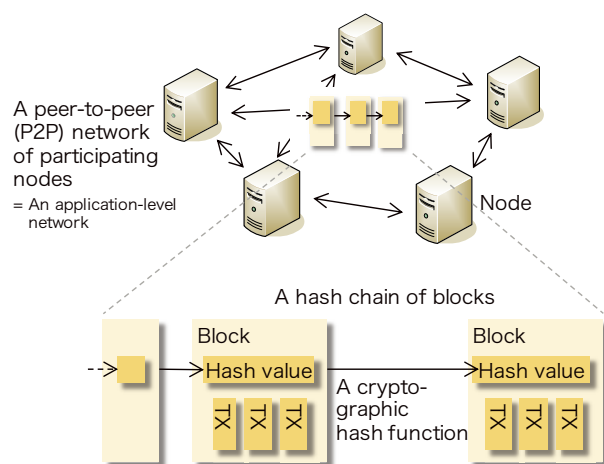 A peer-to-peer
(P2P) network
of participating
nodes
= An application-level
network
Node
A hash chain of blocks
Block
Hash value
TX
TX
TX
A crypto-
graphic
hash function
Block
Hash value
TX
TX
TX